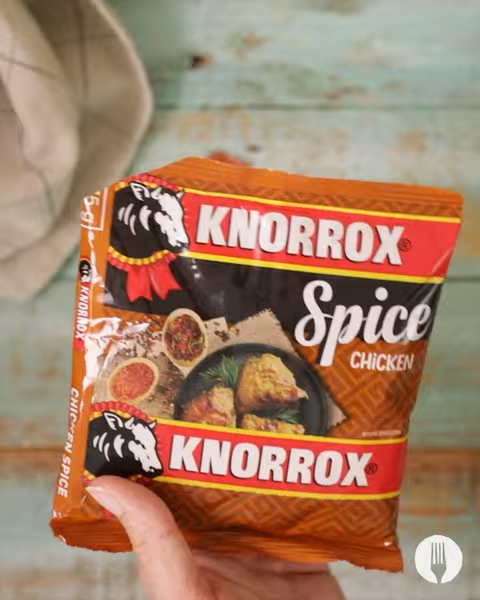 KNORROX®
Spice
CHICKEN
KNORROX®
KNORROX
CHICKEN SPICE